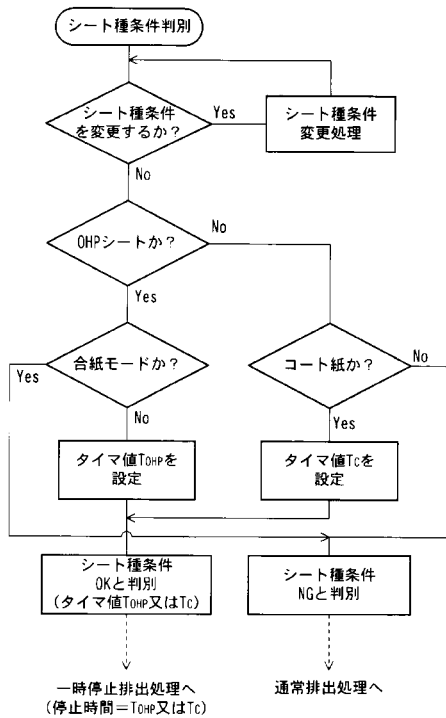 シート種条件判別
シート種条件
を変更するか？
Yes
シート種条件
変更処理
No
OHPシートか？
No
Yes
合紙モードか？
Yes
コート紙か？
No
No
Yes
タイマ値TOHPを
設定
タイマ値TCを
設定
シート種条件
OKと判別
(タイマ値TOHP又はTC)
シート種条件
NGと判別
一時停止排出処理へ
(停止時間＝TOHP又はTC)
通常排出処理へ